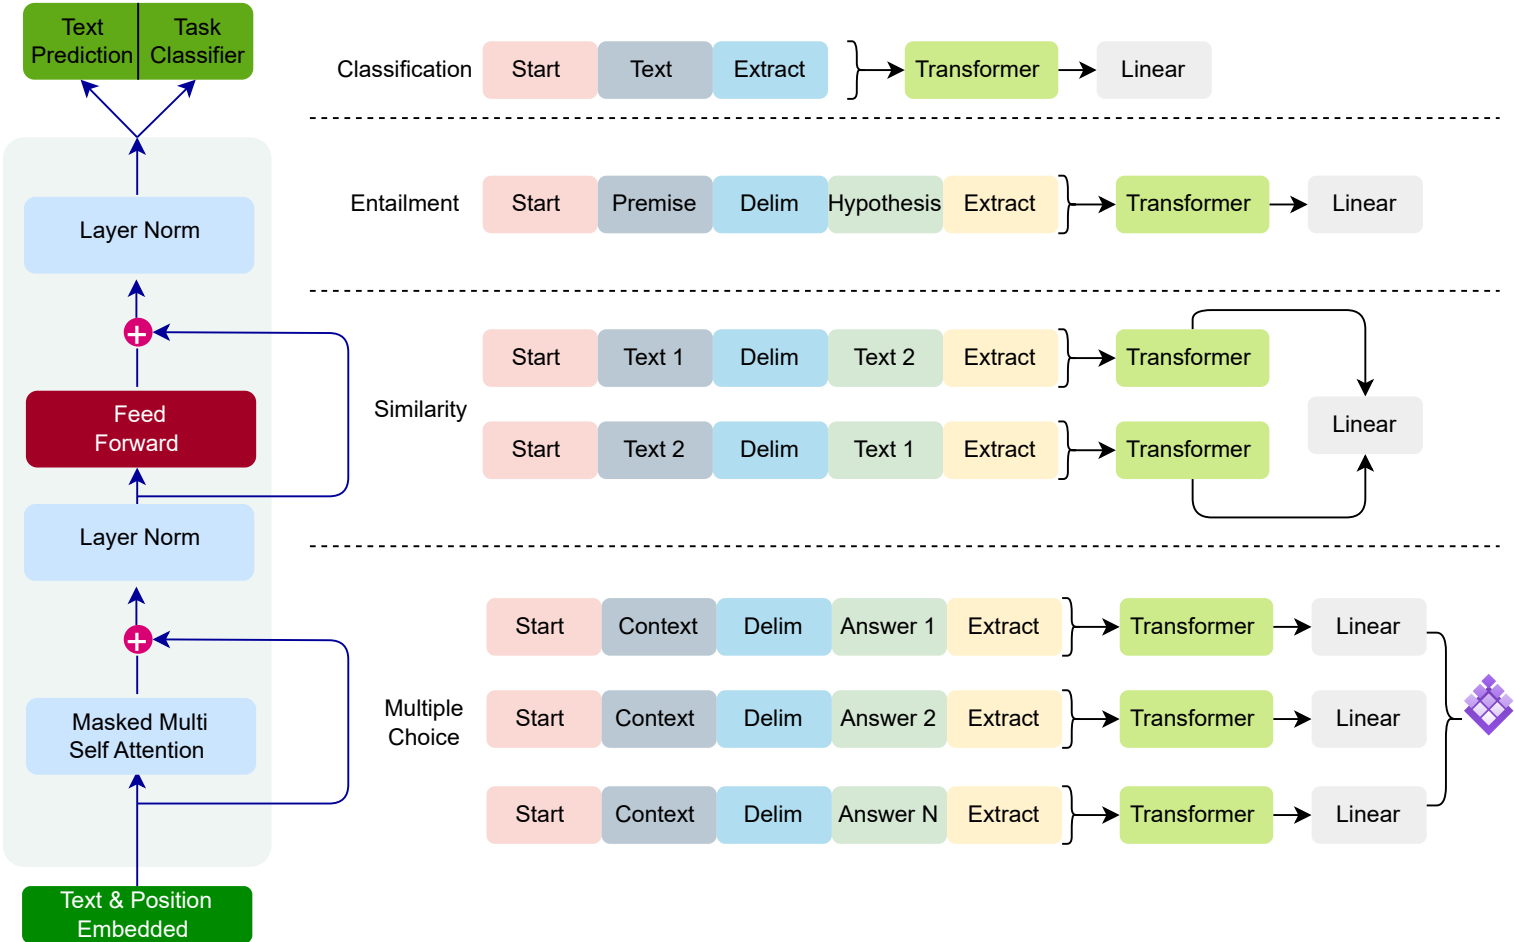 Text
Prediction
Task
Classifier
Layer Norm
Feed
Forward
Layer Norm
Masked Multi
Self Attention
Text & Position
Embedded
Classification
Start
Text
Extract
Transformer
Linear
Entailment
Start
Premise
Delim
Hypothesis
Extract
Transformer
Linear
Similarity
Start
Text 1
Delim
Text 2
Extract
Transformer
Start
Text 2
Delim
Text 1
Extract
Transformer
Linear
Multiple
Choice
Start
Context
Delim
Answer 1
Extract
Transformer
Linear
Start
Context
Delim
Answer 2
Extract
Transformer
Linear
Start
Context
Delim
Answer N
Extract
Transformer
Linear